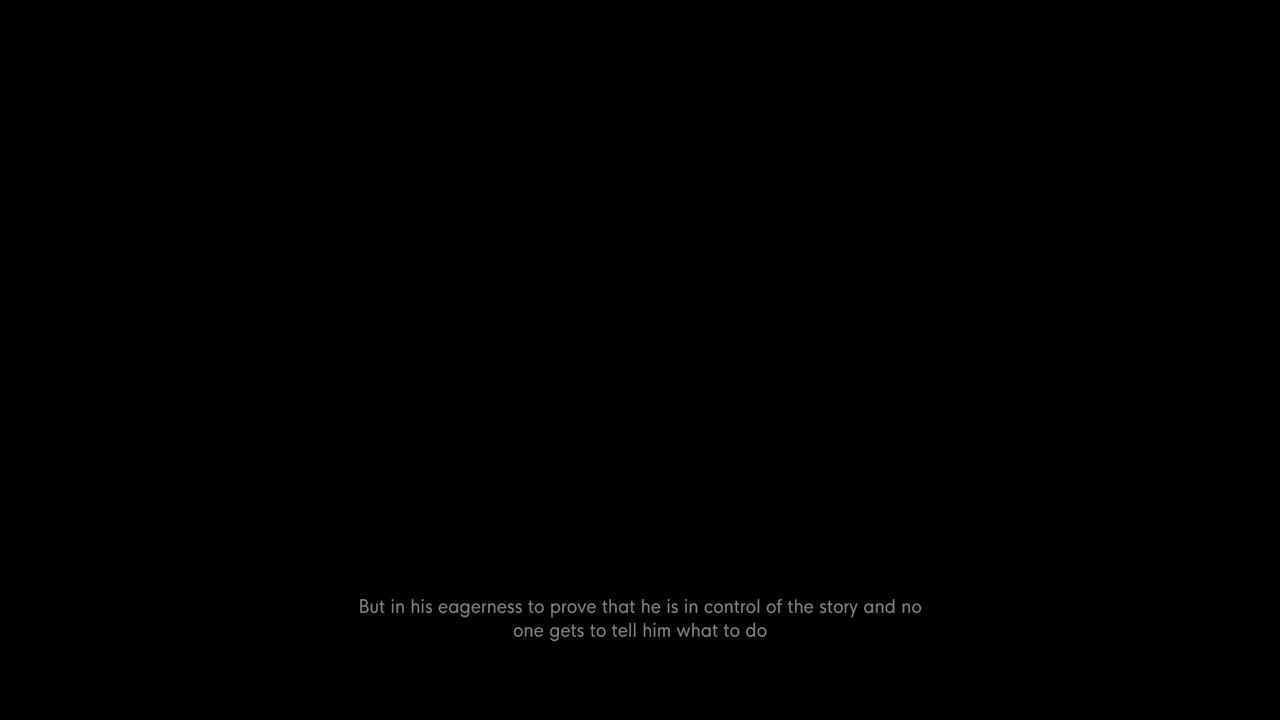 But in his eagerness to prove that he is in control of the story and no
one gets to tell him what to do